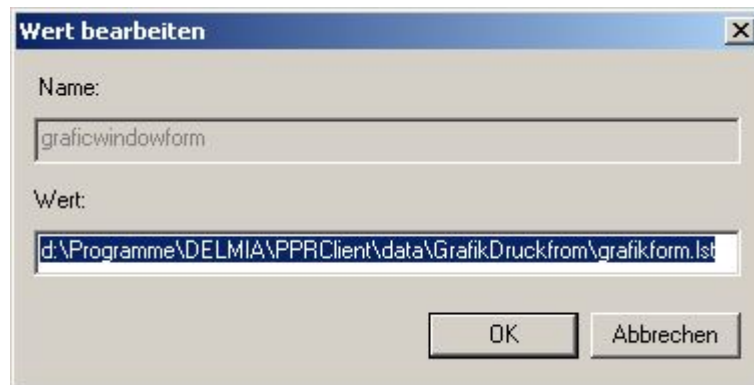 Wert bearbeiten
Name:
graficwindowform
Wert:
d:\Programme\DELMIA\PPRClient\data\GrafikDruckfrom\grafikform.lst
OK Abbrechen